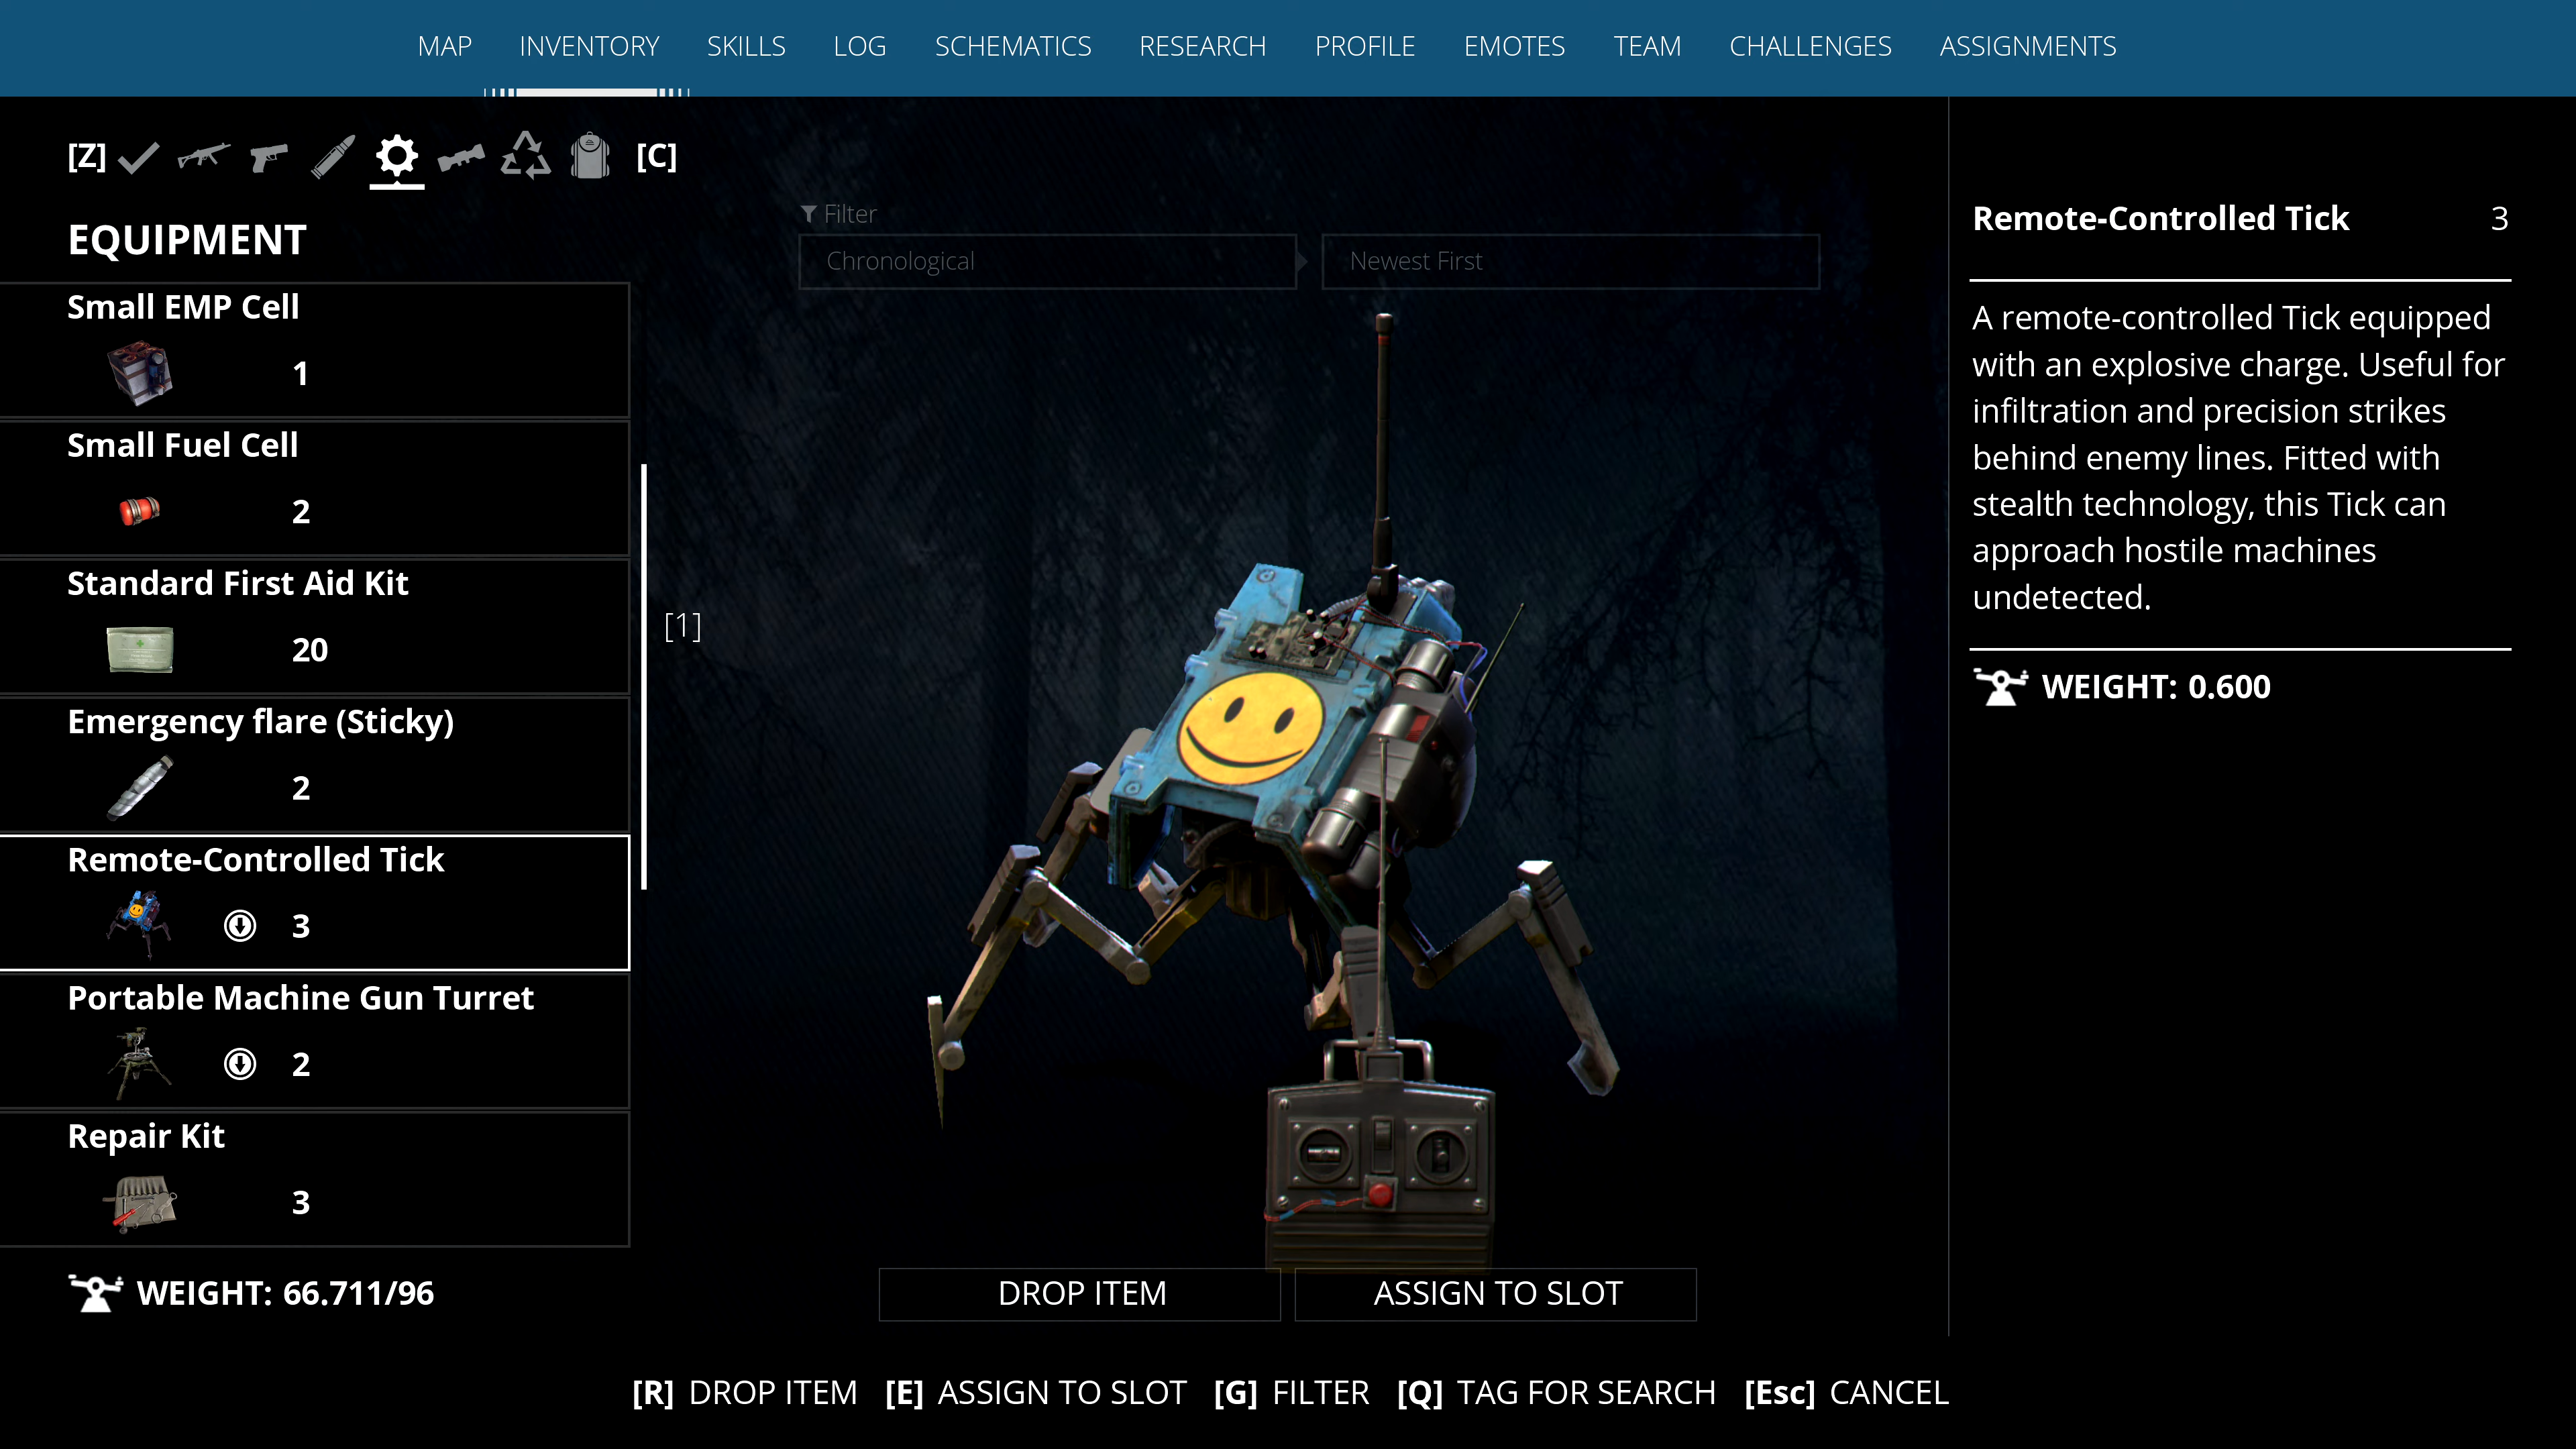 MAP INVENTORY SKILLS LOG SCHEMATICS RESEARCH PROFILE EMOTES TEAM CHALLENGES ASSIGNMENTS
[Z] [C]
EQUIPMENT
Small EMP Cell
1
Small Fuel Cell
2
Standard First Aid Kit
20
Emergency flare (Sticky)
2
Remote-Controlled Tick
3
Portable Machine Gun Turret
2
Repair Kit
3
WEIGHT: 66.711/96
[1]
Filter
Chronological
Newest First
DROP ITEM
ASSIGN TO SLOT
Remote-Controlled Tick 3
A remote-controlled Tick equipped
with an explosive charge. Useful for
infiltration and precision strikes
behind enemy lines. Fitted with
stealth technology, this Tick can
approach hostile machines
undetected.
WEIGHT: 0.600
[R] DROP ITEM [E] ASSIGN TO SLOT [G] FILTER [Q] TAG FOR SEARCH [Esc] CANCEL